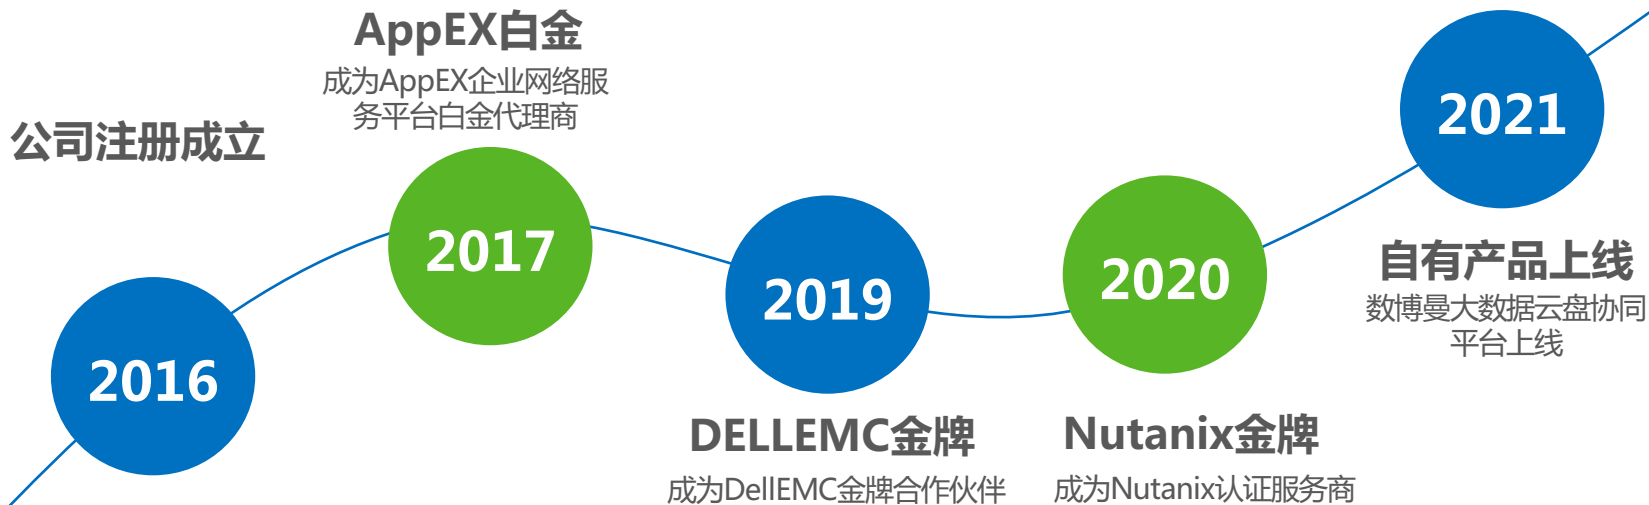 公司注册成立
2016
AppEX白金
成为AppEX企业网络服
务平台白金代理商
2017
2019
DELLEMC金牌
成为DellEMC金牌合作伙伴
2020
Nutanix金牌
成为Nutanix认证服务商
2021
自有产品上线
数博曼大数据云盘协同
平台上线